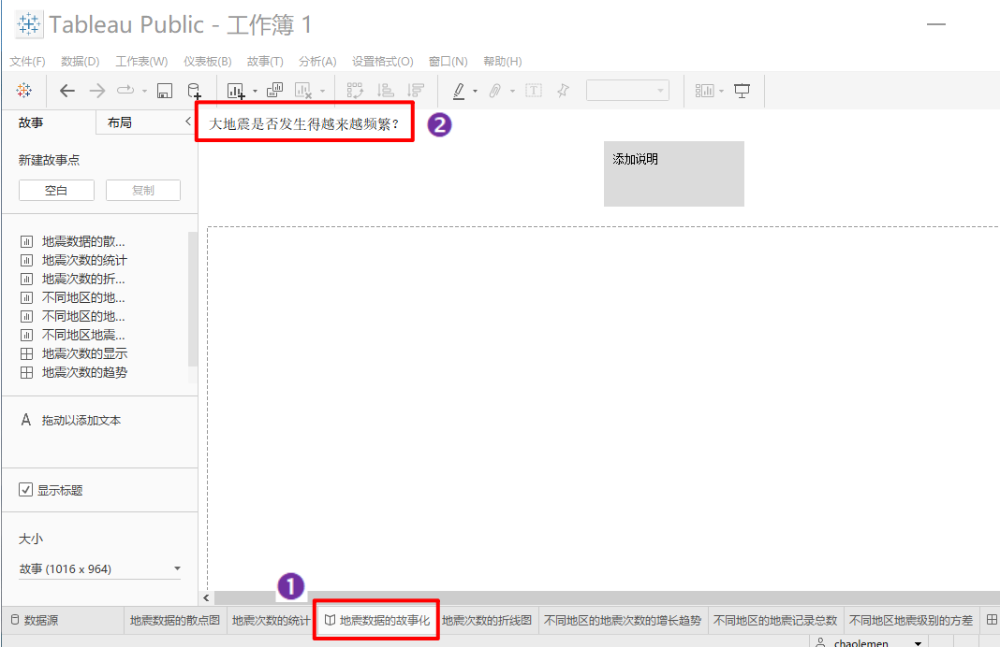 Tableau Public - 工作簿 1
文件(F) 数据(D) 工作表(W) 仪表板(B) 故事(T) 分析(A) 设置格式(O) 窗口(N) 帮助(H)
故事 布局
大地震是否发生得越来越频繁？ 2
新建故事点
空白 复制
添加说明
地震数据的散...
地震次数的统计
地震次数的折...
不同地区的地...
不同地区的地...
不同地区地震...
地震次数的显示
地震次数的趋势
A 拖动以添加文本
显示标题
大小
故事 (1016 x 964)
1
数据源 地震数据的散点图 地震次数的统计 地震数据的故事化 地震次数的折线图 不同地区的地震次数的增长趋势 不同地区的地震记录总数 不同地区地震级别的方差
chaolemen